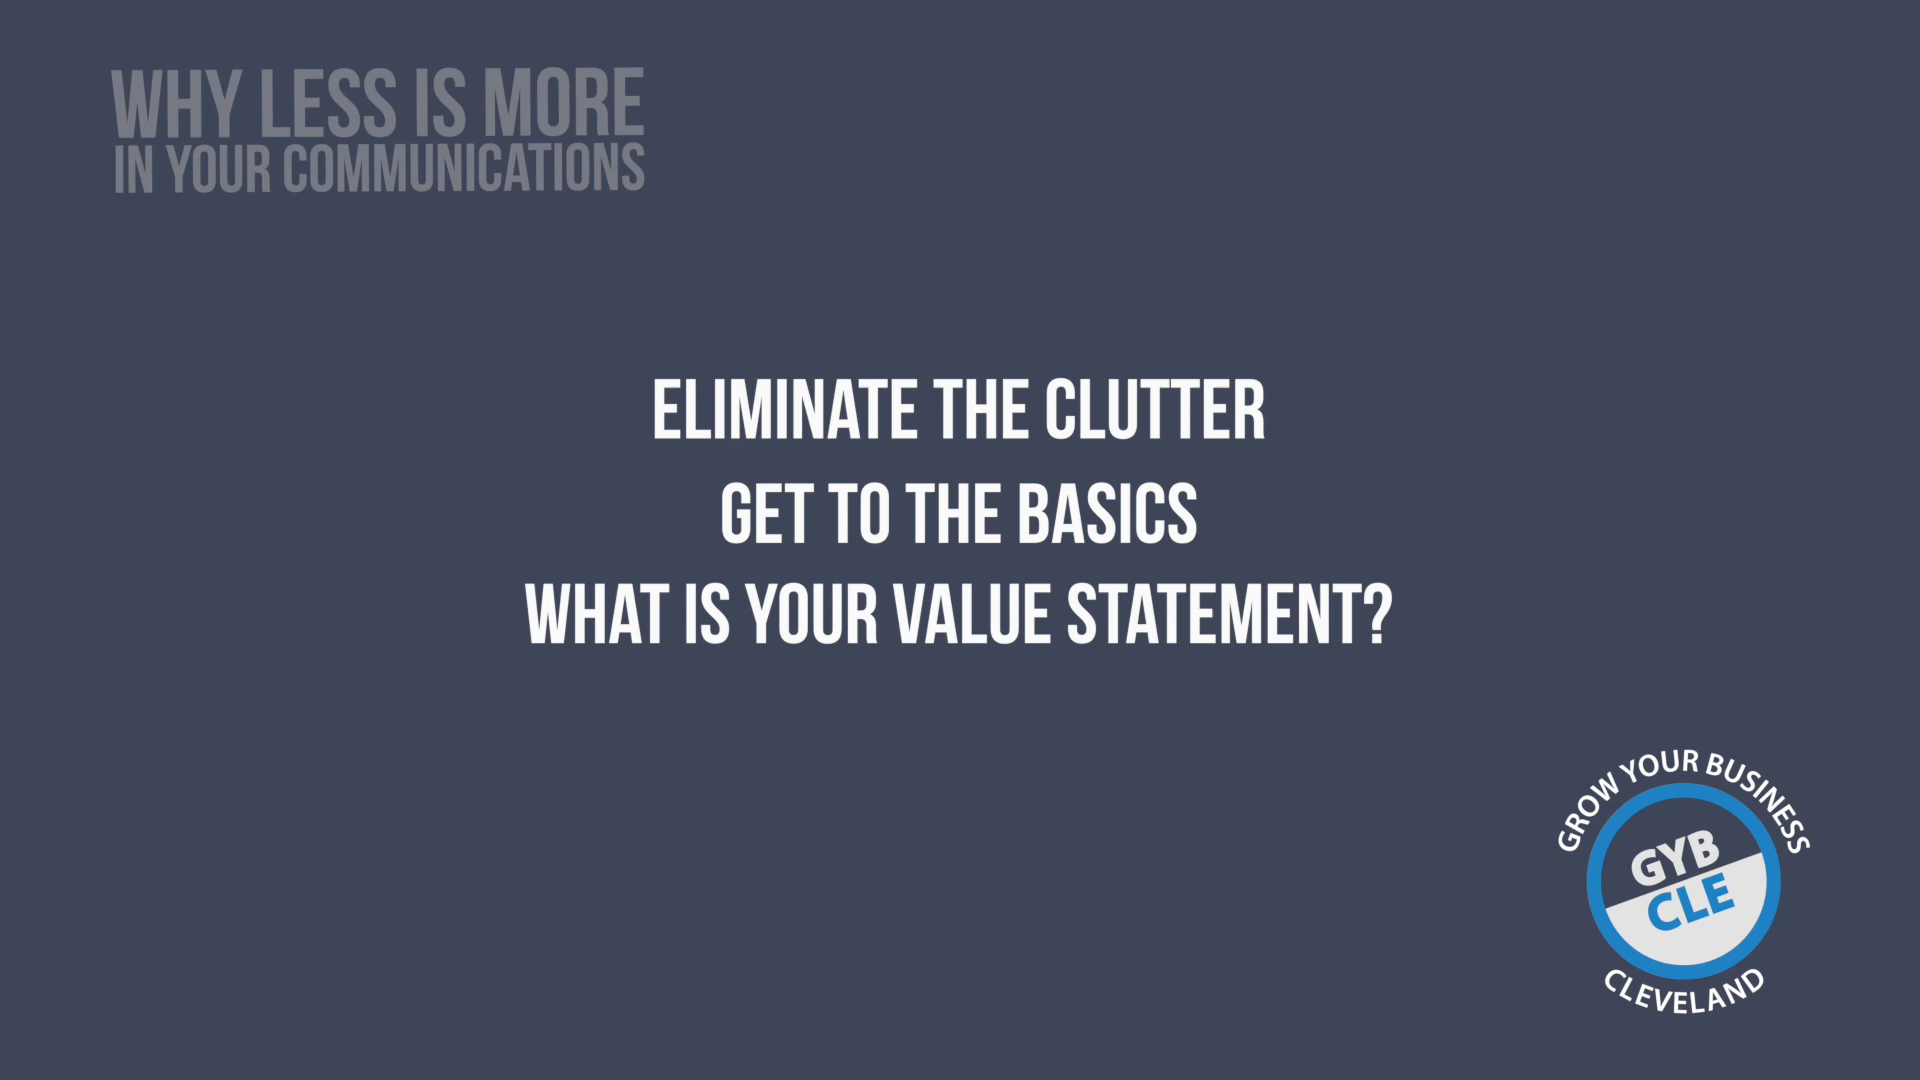 WHY LESS IS MORE
IN YOUR COMMUNICATIONS
ELIMINATE THE CLUTTER
GET TO THE BASICS
WHAT IS YOUR VALUE STATEMENT?
GROW YOUR BUSINESS
GYB
CLE
CLEVELAND